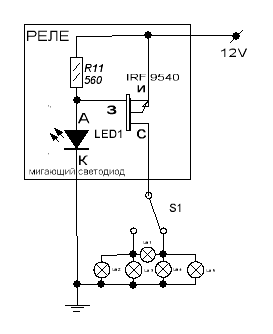 РЕЛЕ
12V
R11
560
IRF 9540
И
З
А
LED1
С
К
мигающий светодиод
S1